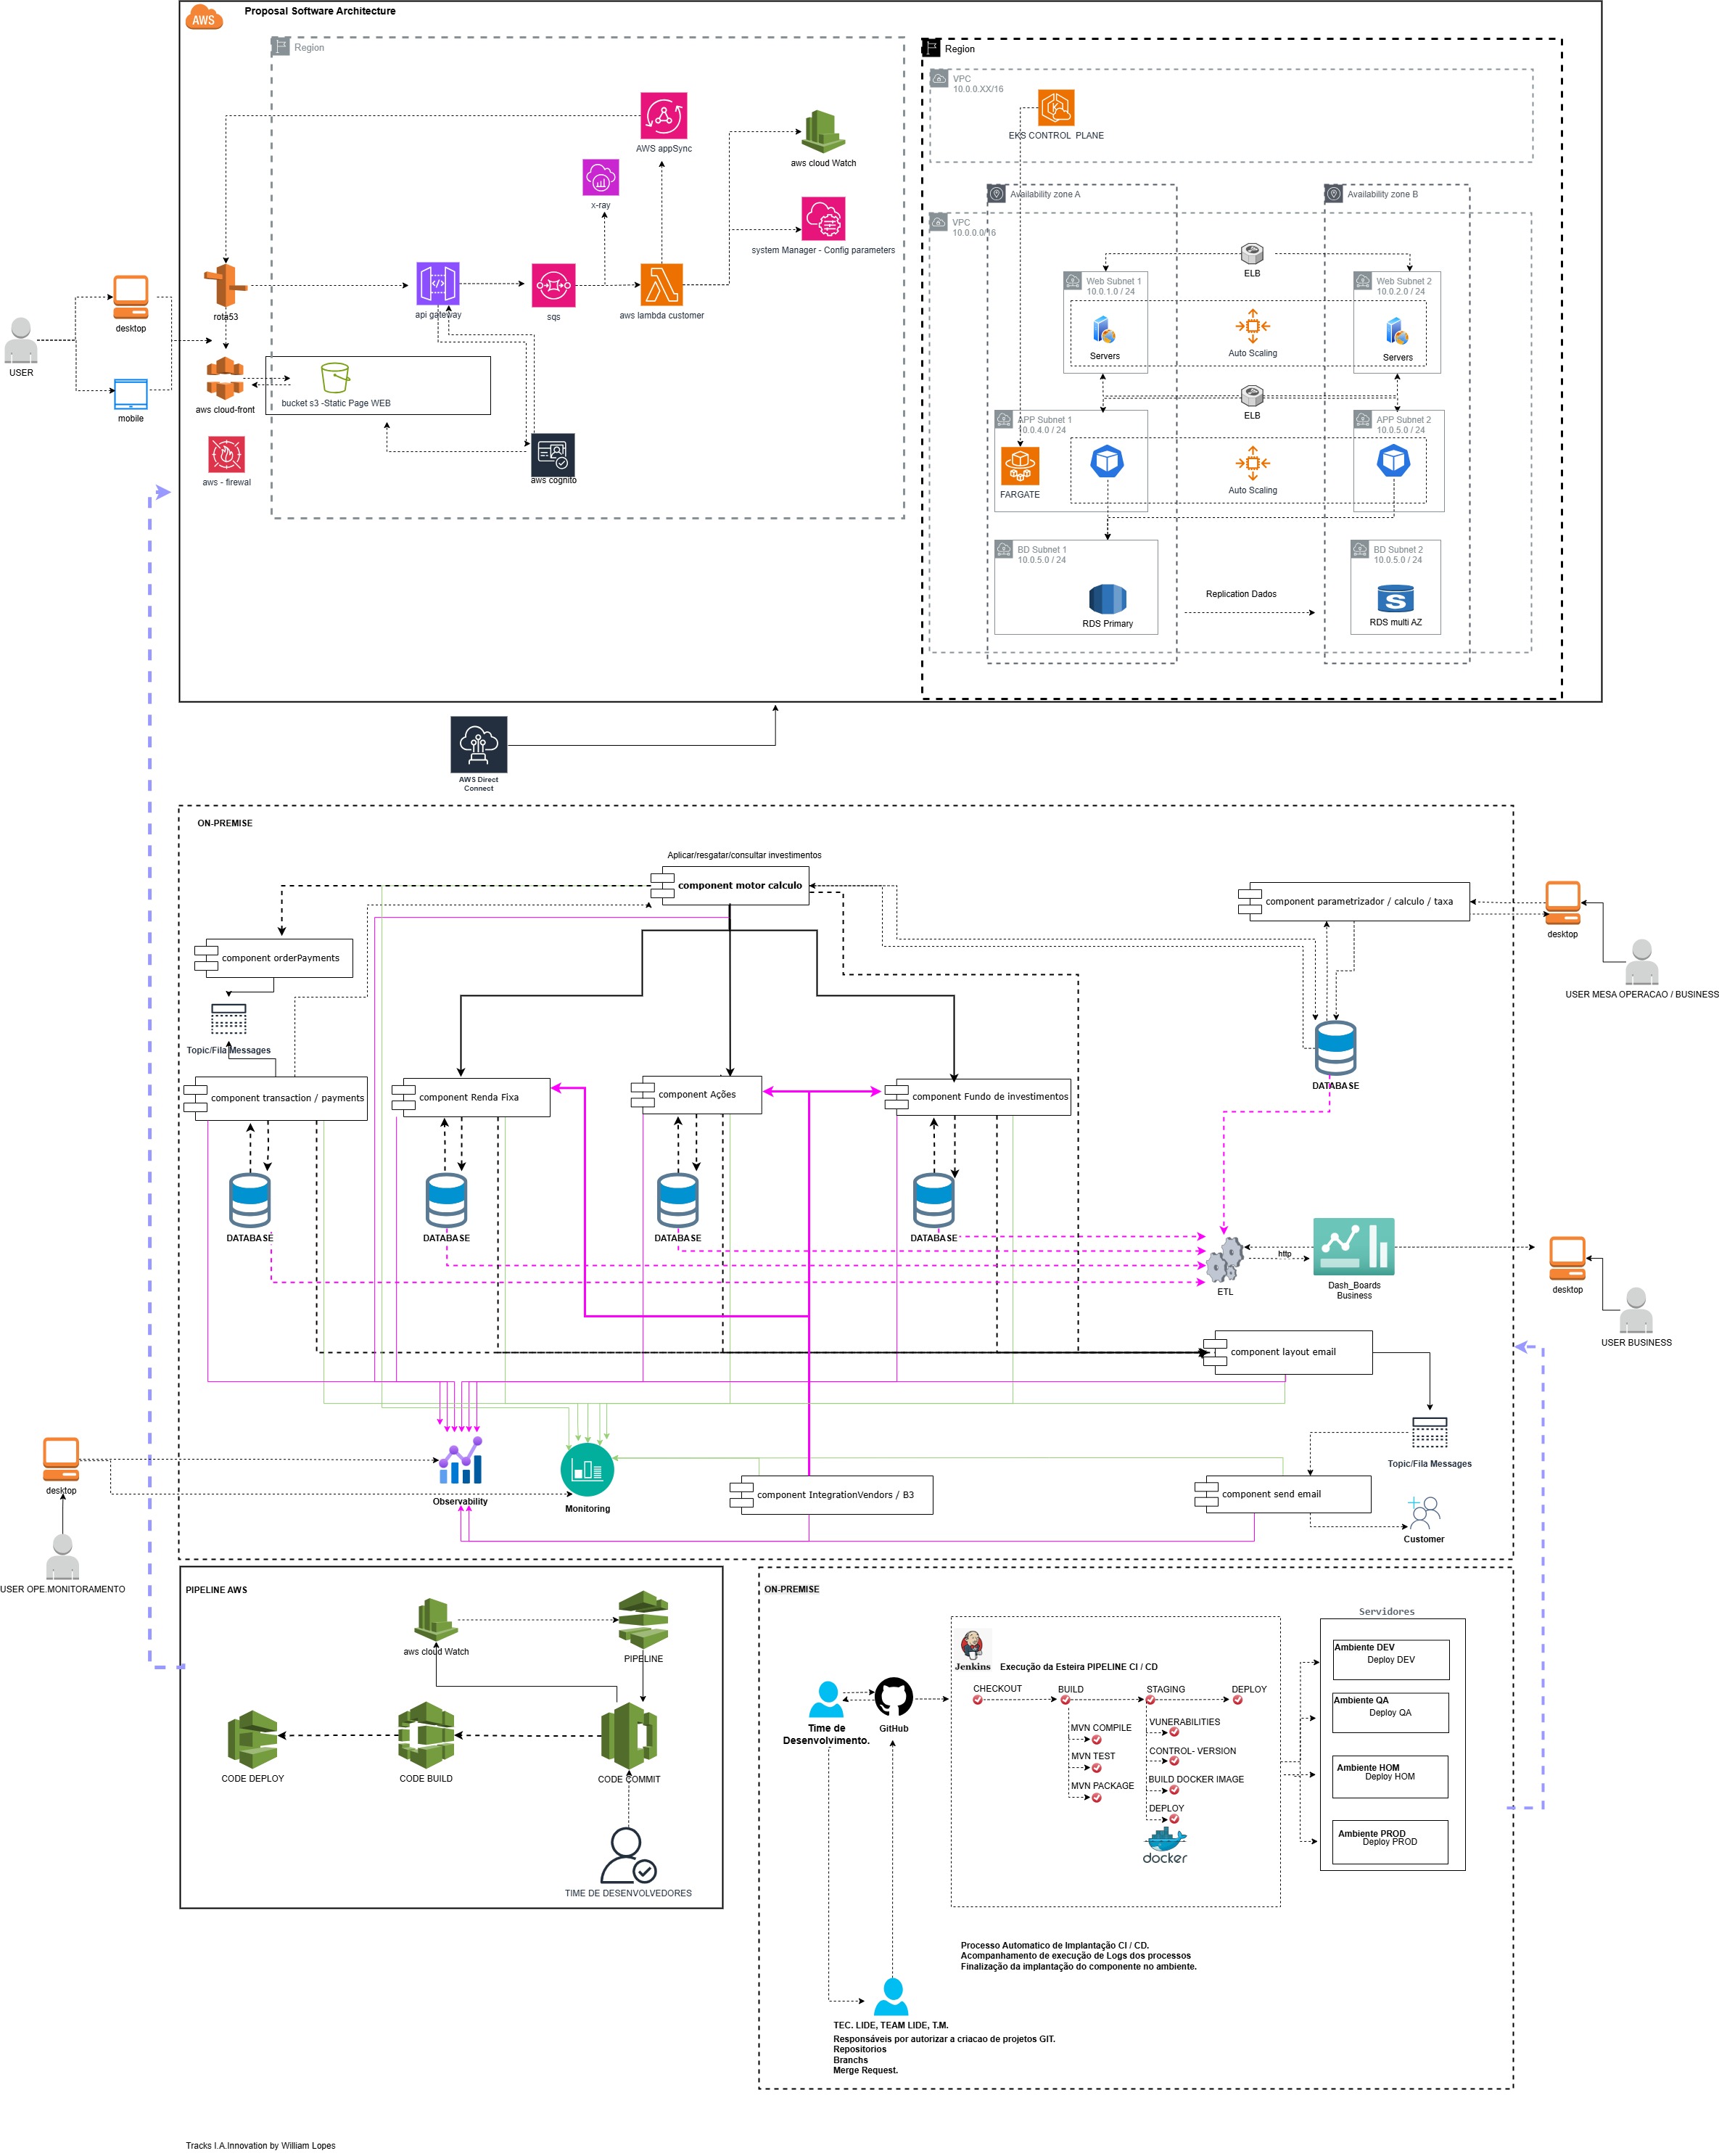 AWS
Proposal Software Architecture
Region
Region
VPC
10.0.0.XX/16
EKS CONTROL PLANE
AWS appSync
aws cloud Watch
x-ray
system Manager - Config parameters
Availability zone A
Availability zone B
VPC
10.0.0.0/16
ELB
Web Subnet 1
10.0.1.0 / 24
Web Subnet 2
10.0.2.0 / 24
Servers
Auto Scaling
Servers
desktop
rota53
api gateway
sqs
aws lambda customer
USER
mobile
aws cloud-front
bucket s3 -Static Page WEB
aws - firewal
aws cognito
ELB
APP Subnet 1
10.0.4.0 / 24
APP Subnet 2
10.0.5.0 / 24
FARGATE
Auto Scaling
BD Subnet 1
10.0.5.0 / 24
BD Subnet 2
10.0.5.0 / 24
Replication Dados
RDS Primary
RDS multi AZ
AWS Direct
Connect
ON-PREMISE
Aplicar/resgatar/consultar investimentos
component motor calculo
component parametrizador / calculo / taxa
desktop
USER MESA OPERACAO / BUSINESS
component orderPayments
Topic/Fila Messages
DATABASE
component transaction / payments
component Renda Fixa
component Ações
component Fundo de investimentos
DATABASE
DATABASE
DATABASE
DATABASE
http
ETL
Dash_Boards
Business
desktop
USER BUSINESS
component layout email
Topic/Fila Messages
desktop
Observability
Monitoring
component IntegrationVendors / B3
component send email
Customer
USER OPE.MONITORAMENTO
PIPELINE AWS
aws cloud Watch
PIPELINE
CODE DEPLOY
CODE BUILD
CODE COMMIT
TIME DE DESENVOLVEDORES
ON-PREMISE
Servidores
Jenkins
Execução da Esteira PIPELINE CI / CD
CHECKOUT
BUILD
STAGING
DEPLOY
Time de
Desenvolvimento.
GitHub
MVN COMPILE
MVN TEST
MVN PACKAGE
VUNERABILITIES
CONTROL- VERSION
BUILD DOCKER IMAGE
DEPLOY
docker
Ambiente DEV
Deploy DEV
Ambiente QA
Deploy QA
Ambiente HOM
Deploy HOM
Ambiente PROD
Deploy PROD
Processo Automatico de Implantação CI / CD.
Acompanhamento de execução de Logs dos processos
Finalização da implantação do componente no ambiente.
TEC. LIDE, TEAM LIDE, T.M.
Responsáveis por autorizar a criacao de projetos GIT.
Repositorios
Branchs
Merge Request.
Tracks I.A.Innovation by William Lopes